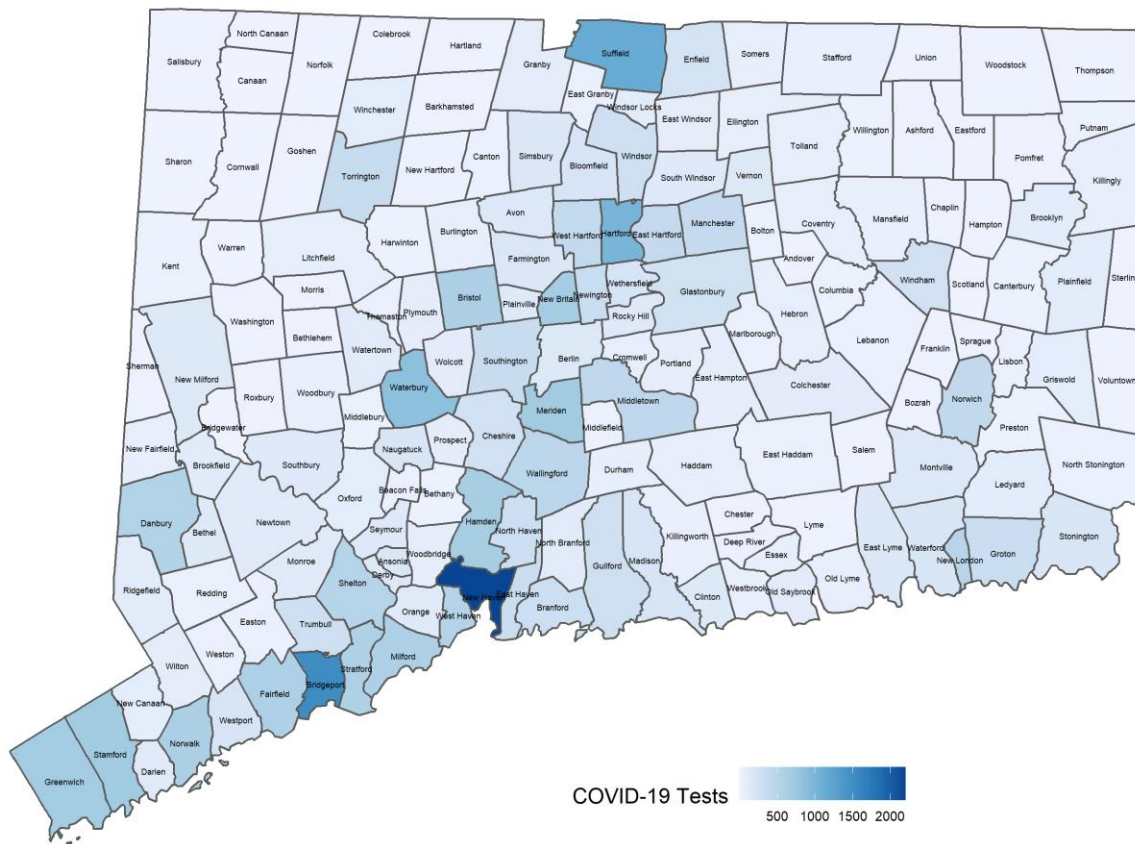 North Canaan
Colebrook
Hartland
Suffield
Salisbury
Norfolk
Granby
Enfield
Somers
Stafford
Union
Woodstock
Thompson
Canaan
East Granby
Windsor Locks
Winchester
Barkhamsted
East Windsor
Ellington
Willington
Ashford
Eastford
Putnam
Sharon
Cornwall
Goshen
Torrington
New Hartford
Canton
Simsbury
Bloomfield
Windsor
South Windsor
Vernon
Tolland
Pomfret
Killingly
Avon
West Hartford
Hartford
East Hartford
Manchester
Bolton
Coventry
Mansfield
Chaplin
Hampton
Brooklyn
Kent
Warren
Litchfield
Harwinton
Burlington
Farmington
Andover
Windham
Scotland
Canterbury
Plainfield
Sterlin
Morris
Bristol
Plainville
New Britain
Newington
Wethersfield
Glastonbury
Columbia
Washington
Bethlehem
Thomaston
Plymouth
Rocky Hill
Hebron
Marlborough
Lebanon
Franklin
Sprague
Lisbon
Sherman
New Milford
Watertown
Wolcott
Southington
Berlin
Cromwell
Portland
East Hampton
Colchester
Griswold
Voluntown
Roxbury
Woodbury
Waterbury
Meriden
Middletown
Bozrah
Norwich
Bridgewater
Middlebury
Middlefield
Preston
New Fairfield
Brookfield
Southbury
Naugatuck
Prospect
Cheshire
Wallingford
Durham
Haddam
East Haddam
Salem
Montville
North Stonington
Danbury
Bethel
Newtown
Oxford
Beacon Falls
Bethany
Hamden
North Haven
Ledyard
Seymour
Woodbridge
North Branford
Killingworth
Chester
Deep River
Essex
Lyme
East Lyme
Waterford
New London
Groton
Stonington
Ridgefield
Redding
Monroe
Ansonia
Derby
Shelton
New Haven
East Haven
Guilford
Madison
Clinton
Westbrook
Old Saybrook
Old Lyme
Easton
Trumbull
Orange
West Haven
Branford
Wilton
Weston
Stratford
Milford
New Canaan
Fairfield
Bridgeport
Westport
Greenwich
Stamford
Darien
Norwalk
COVID-19 Tests
500 1000 1500 2000